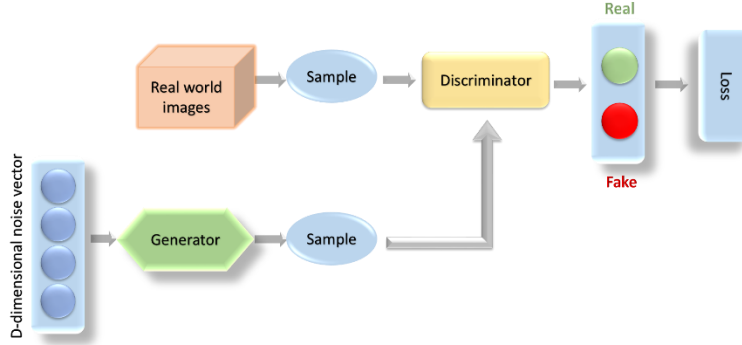 Real
Real world
images
Sample
Discriminator
Loss
Fake
D-dimensional noise vector
Generator
Sample